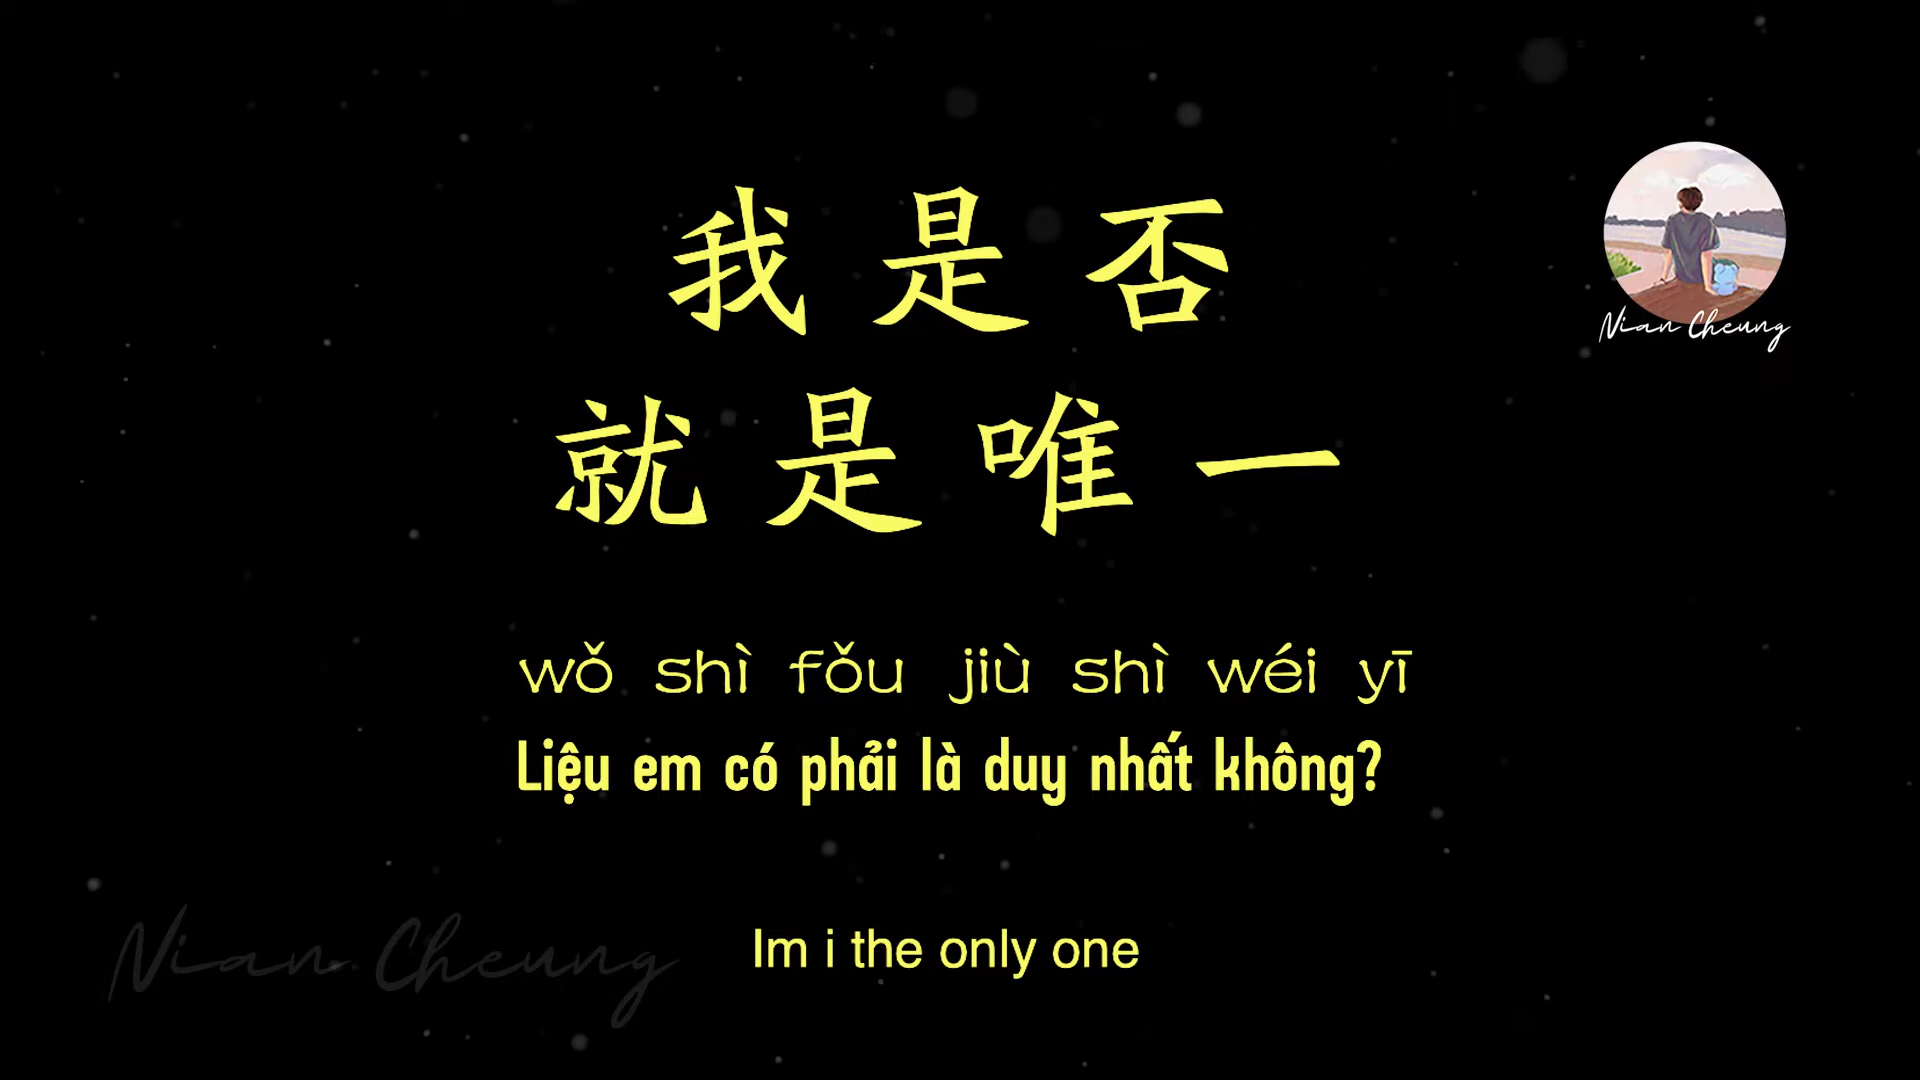 我是否
Nian Cheung
就是唯一
wǒ shì fǒu jiù shì wéi yī
Liệu em có phải là duy nhất không?
Nian Cheung
Im i the only one